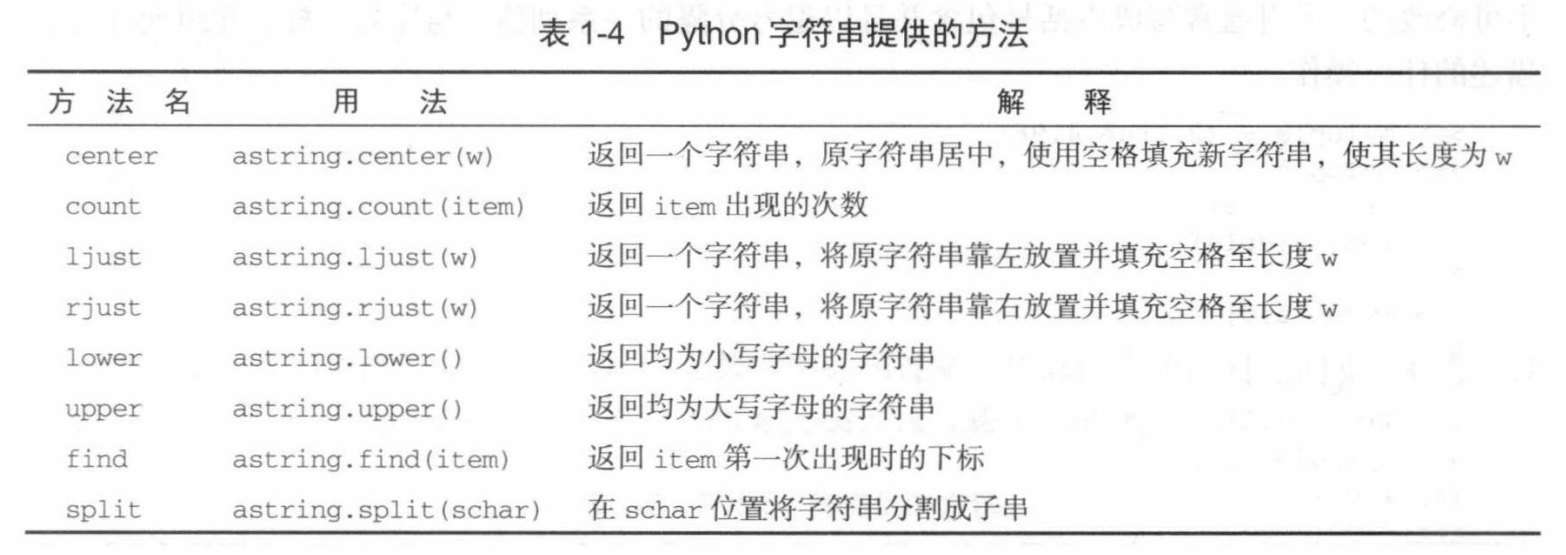 表 1-4 Python 字符串提供的方法
方 法 名 用 法 解 释
center astring.center(w) 返回一个字符串，原字符串居中，使用空格填充新字符串，使其长度为 w
count astring.count(item) 返回 item 出现的次数
ljust astring.ljust(w) 返回一个字符串，将原字符串靠左放置并填充空格至长度 w
rjust astring.rjust(w) 返回一个字符串，将原字符串靠右放置并填充空格至长度 w
lower astring.lower() 返回均为小写字母的字符串
upper astring.upper() 返回均为大写字母的字符串
find astring.find(item) 返回 item 第一次出现时的下标
split astring.split(schar) 在 schar 位置将字符串分割成子串